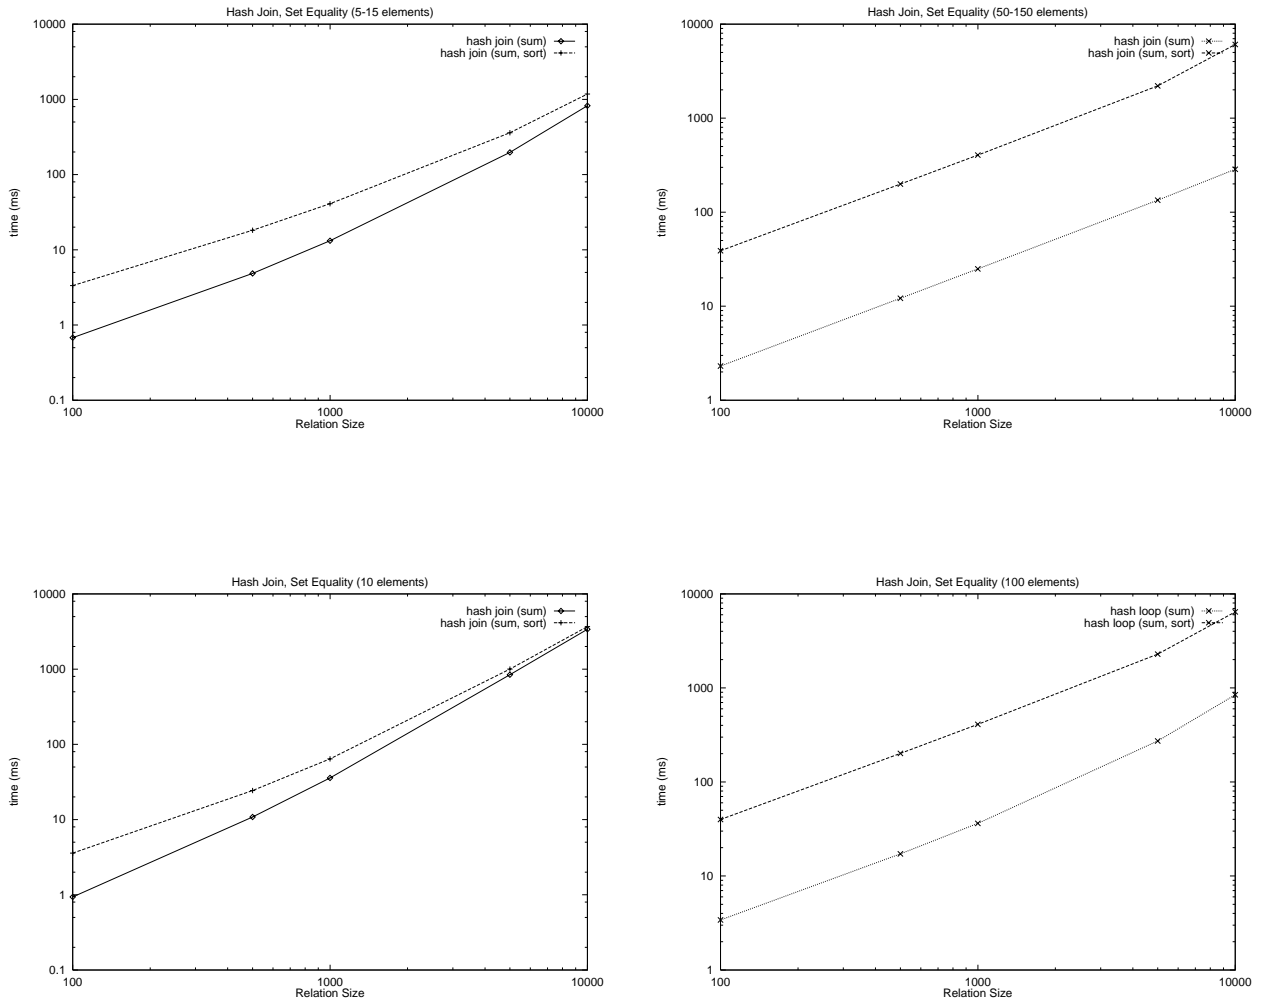 Hash Join, Set Equality (5-15 elements)
10000
1000
100
10
1
0.1
time (ms)
hash join (sum)
hash join (sum, sort)
100
1000
10000
Relation Size
Hash Join, Set Equality (50-150 elements)
10000
1000
100
10
1
time (ms)
hash join (sum)
hash join (sum, sort)
100
1000
10000
Relation Size
Hash Join, Set Equality (10 elements)
10000
1000
100
10
1
0.1
time (ms)
hash join (sum)
hash join (sum, sort)
100
1000
10000
Relation Size
Hash Join, Set Equality (100 elements)
10000
1000
100
10
1
time (ms)
hash loop (sum)
hash loop (sum, sort)
100
1000
10000
Relation Size